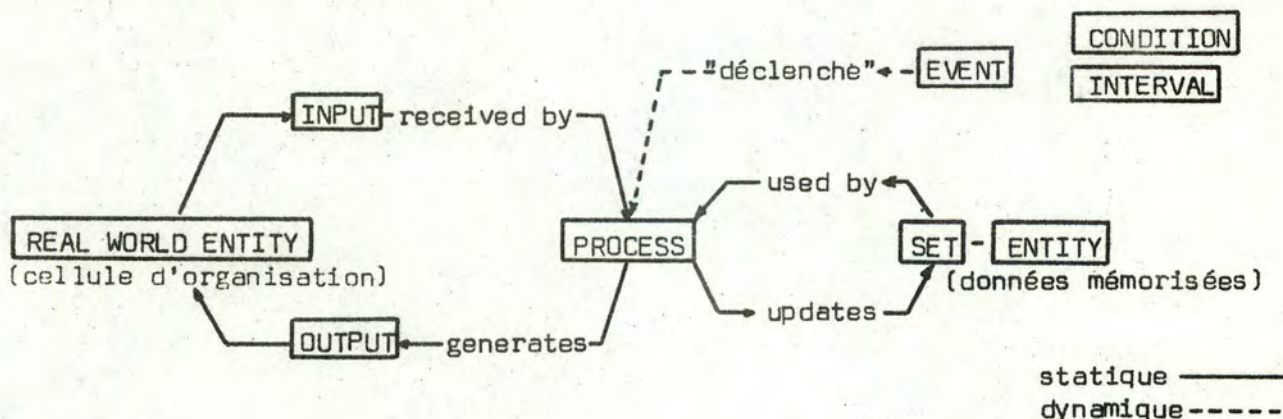 CONDITION
"déclenche" EVENT
INTERVAL
INPUT received by
used by
REAL WORLD ENTITY PROCESS SET - ENTITY
(cellule d'organisation) (données mémorisées)
updates
OUTPUT generates
statique
dynamique